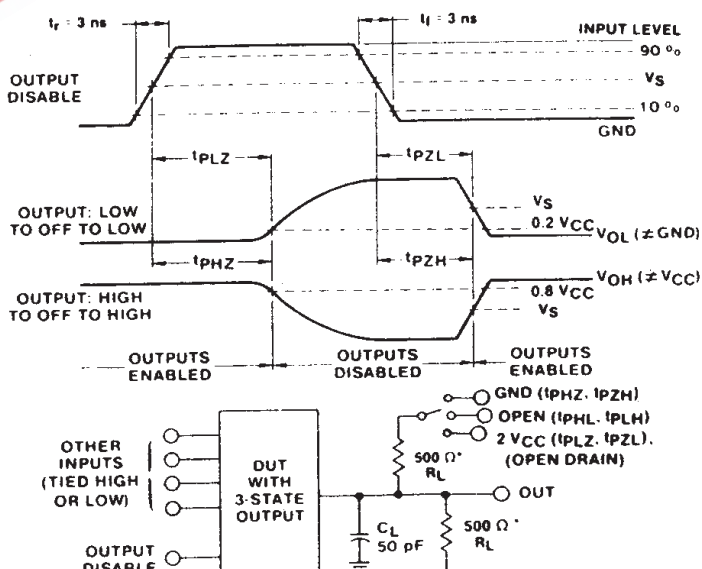 tr = 3 ns
tf = 3 ns
INPUT LEVEL
90 %
VS
10 %
GND
OUTPUT
DISABLE
tPLZ
tPZL
OUTPUT: LOW
TO OFF TO LOW
VS
0.2 VCC
VOL (≠GND)
tPHZ
tPZH
OUTPUT: HIGH
TO OFF TO HIGH
VOH (≠VCC)
0.8 VCC
VS
OUTPUTS
ENABLED
OUTPUTS
DISABLED
OUTPUTS
ENABLED
GND (tPHZ, tPZH)
OPEN (tPHL, tPLH)
2 VCC (tPLZ, tPZL),
(OPEN DRAIN)
OTHER
INPUTS
(TIED HIGH
OR LOW)
DUT
WITH
3-STATE
OUTPUT
500 Ω*
RL
OUT
CL
50 pF
500 Ω*
RL
OUTPUT
DISABLE